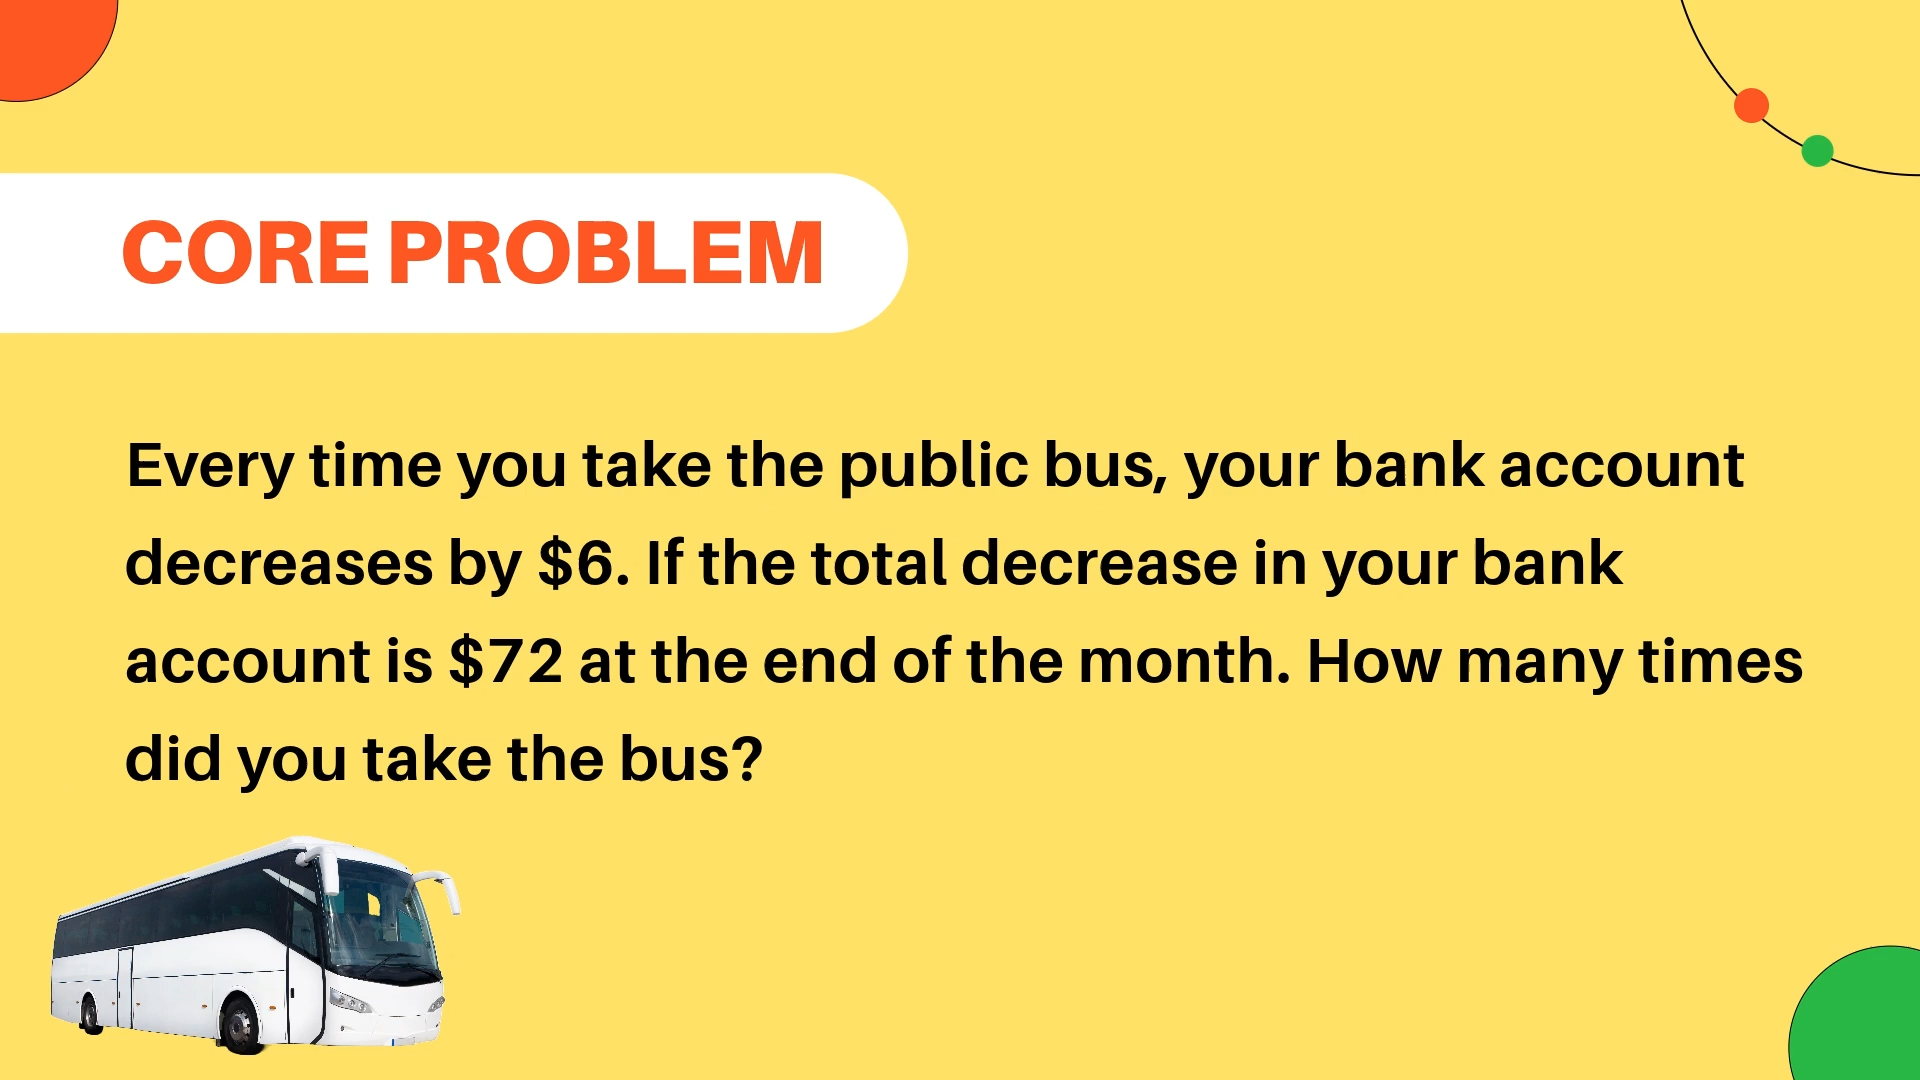 CORE PROBLEM
Every time you take the public bus, your bank account
decreases by $6. If the total decrease in your bank
account is $72 at the end of the month. How many times
did you take the bus?